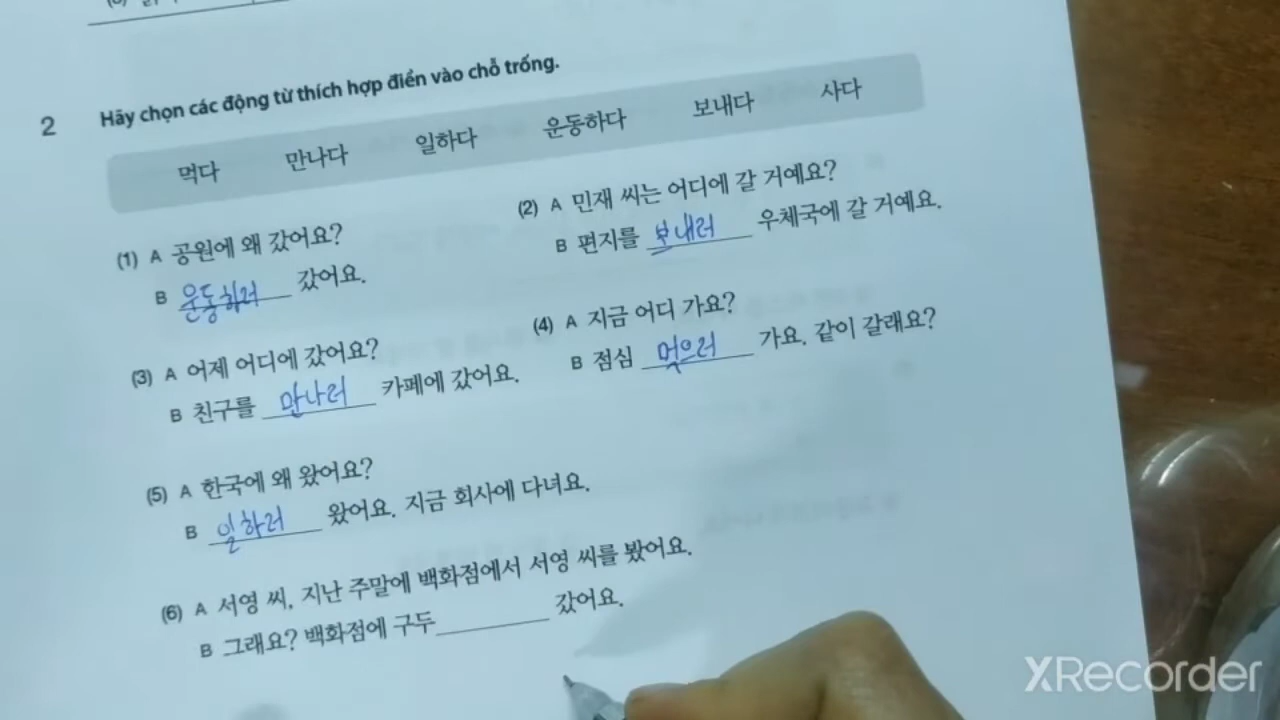 2 Hãy chọn các động từ thích hợp điền vào chỗ trống.
먹다 만나다 일하다 운동하다 보내다 사다
(1) A 공원에 왜 갔어요?
B 운동하러 갔어요.
(2) A 민재 씨는 어디에 갈 거예요?
B 편지를 보내러 우체국에 갈 거예요.
(3) A 어제 어디에 갔어요?
B 친구를 만나러 카페에 갔어요.
(4) A 지금 어디 가요?
B 점심 먹으러 가요. 같이 갈래요?
(5) A 한국에 왜 왔어요?
B 일하러 왔어요. 지금 회사에 다녀요.
(6) A 서영 씨, 지난 주말에 백화점에서 서영 씨를 봤어요.
B 그래요? 백화점에 구두 갔어요.
XRecorder